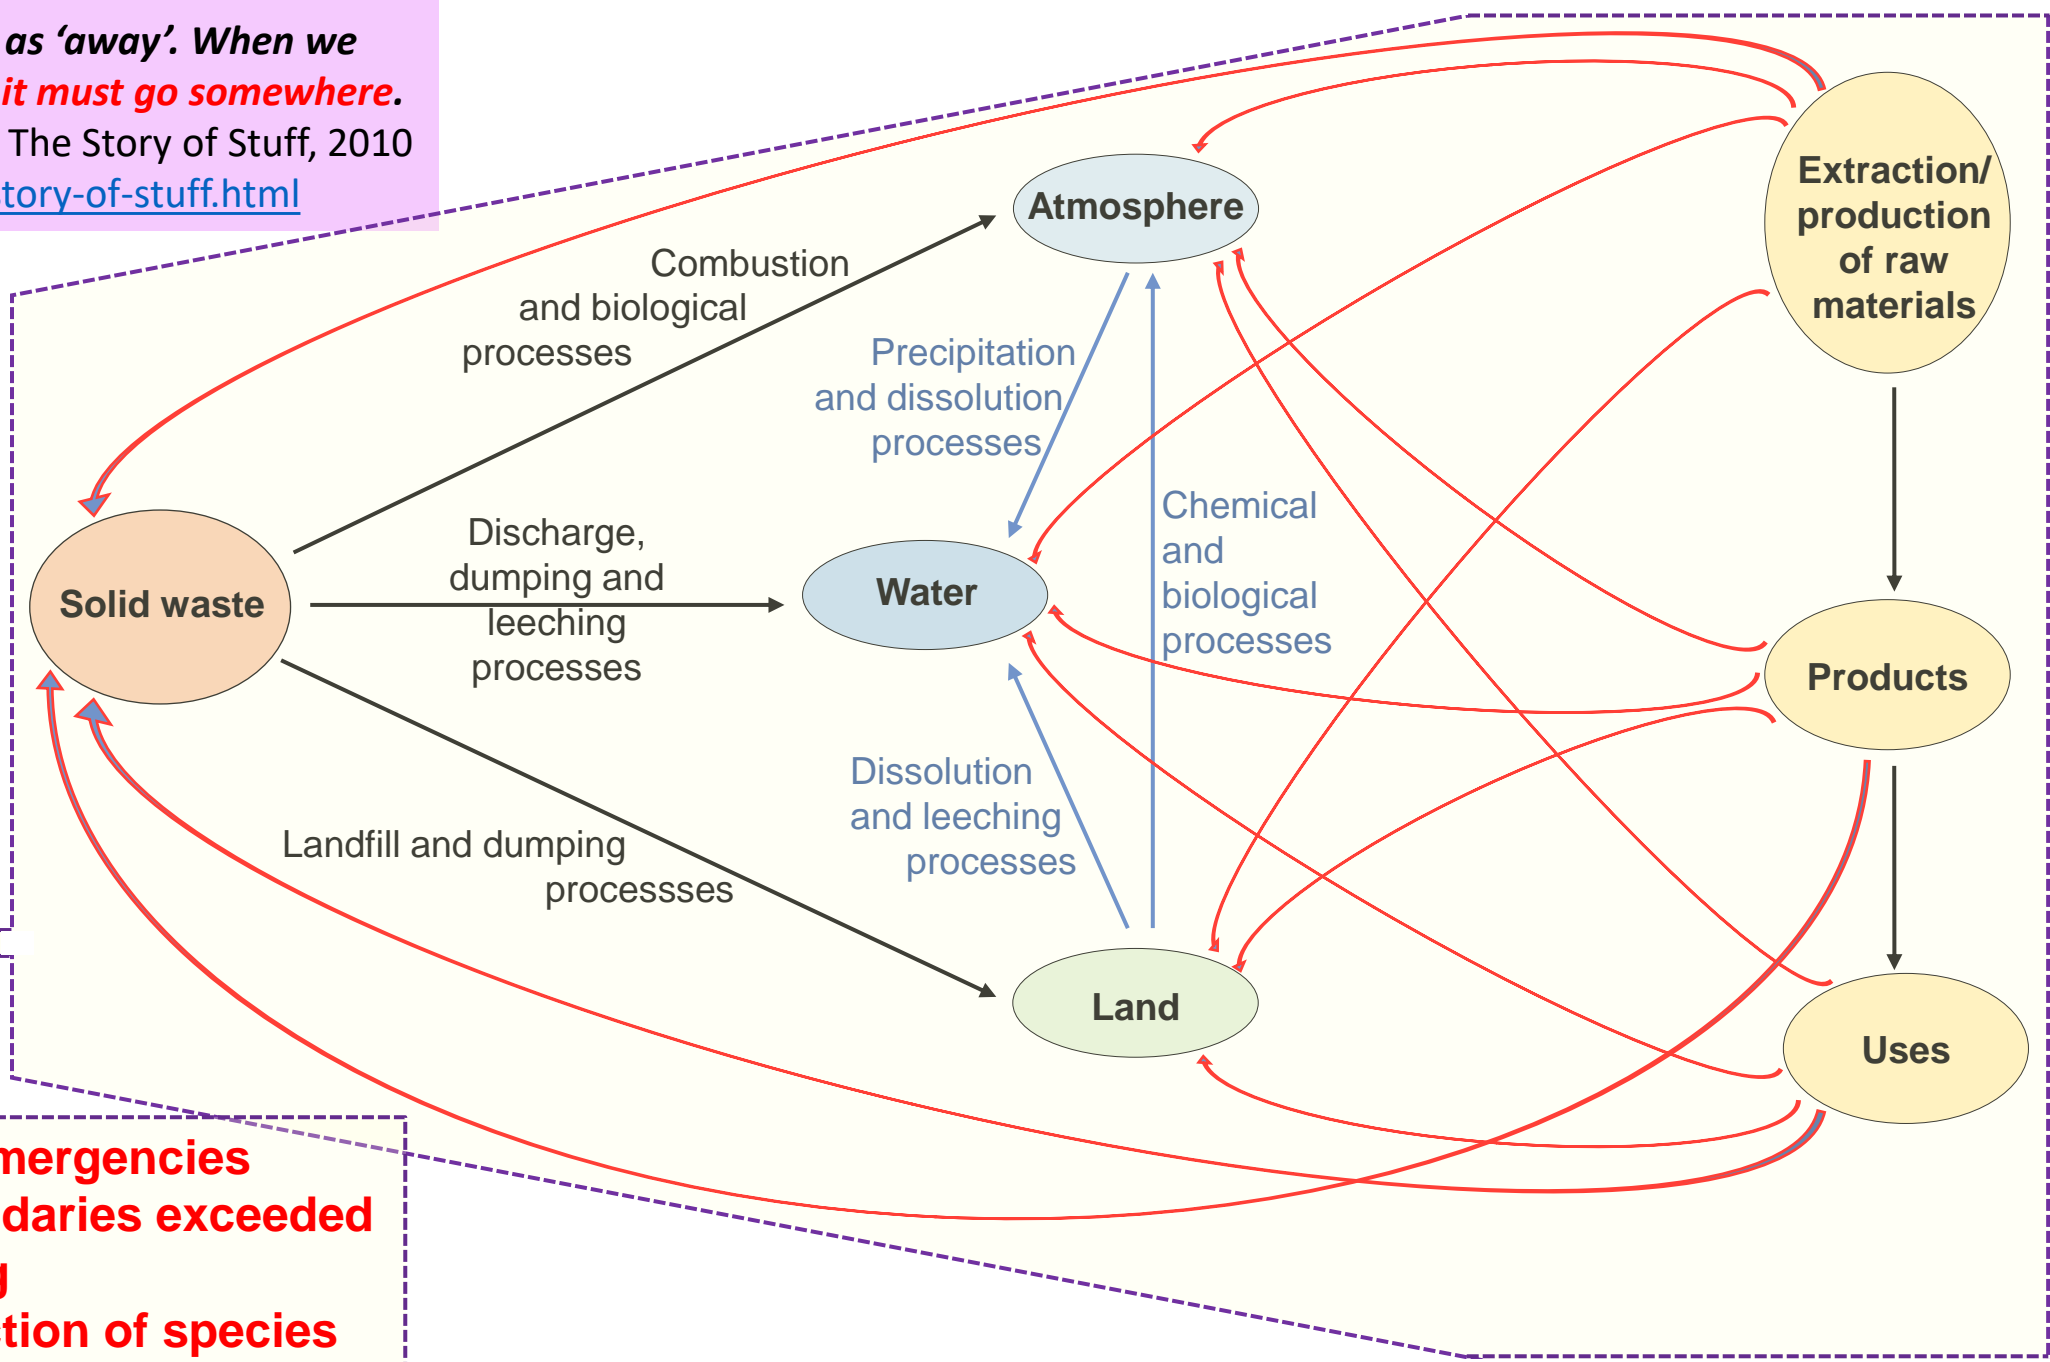 as ‘away’. When we
it must go somewhere.
The Story of Stuff, 2010
tory-of-stuff.html
Extraction/
production
of raw
materials
Atmosphere
Combustion
and biological
processes
Precipitation
and dissolution
processes
Chemical
and
biological
processes
Discharge,
dumping and
leeching
processes
Solid waste
Water
Products
Dissolution
and leeching
processes
Landfill and dumping
processses
Land
Uses
mergencies
daries exceeded
g
ction of species